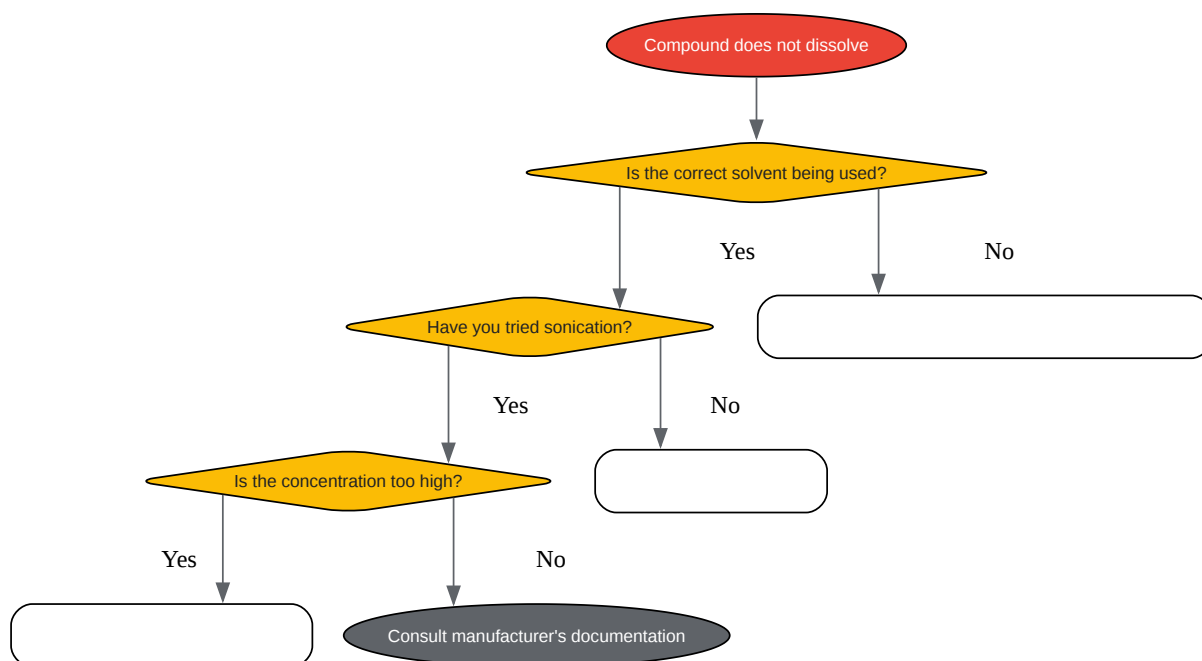 Compound does not dissolve
Is the correct solvent being used?
Yes
No
Have you tried sonication?
Yes
No
Is the concentration too high?
Yes
No
Consult manufacturer's documentation